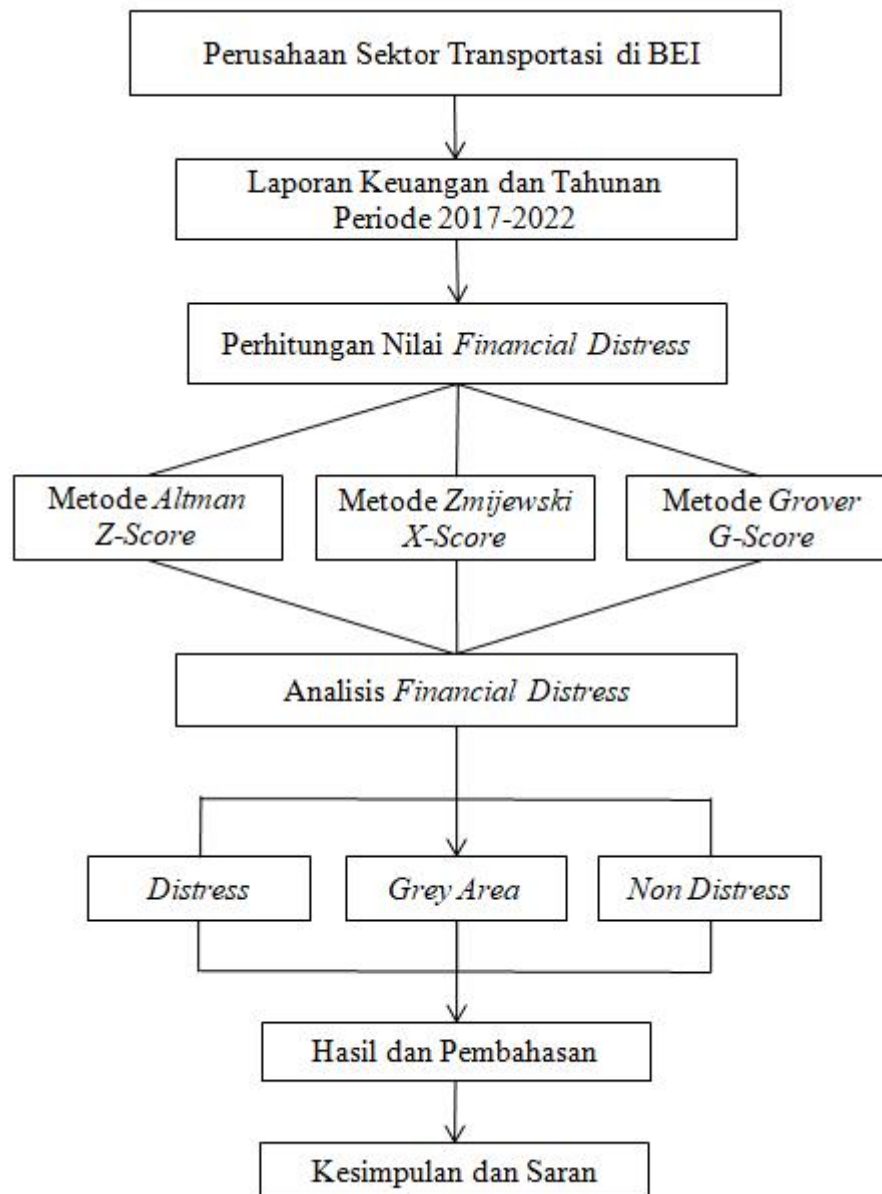 Perusahaan Sektor Transportasi di BEI
Laporan Keuangan dan Tahunan
Periode 2017-2022
Perhitungan Nilai Financial Distress
Metode Altman
Z-Score
Metode Zmijewski
X-Score
Metode Grover
G-Score
Analisis Financial Distress
Distress
Grey Area
Non Distress
Hasil dan Pembahasan
Kesimpulan dan Saran